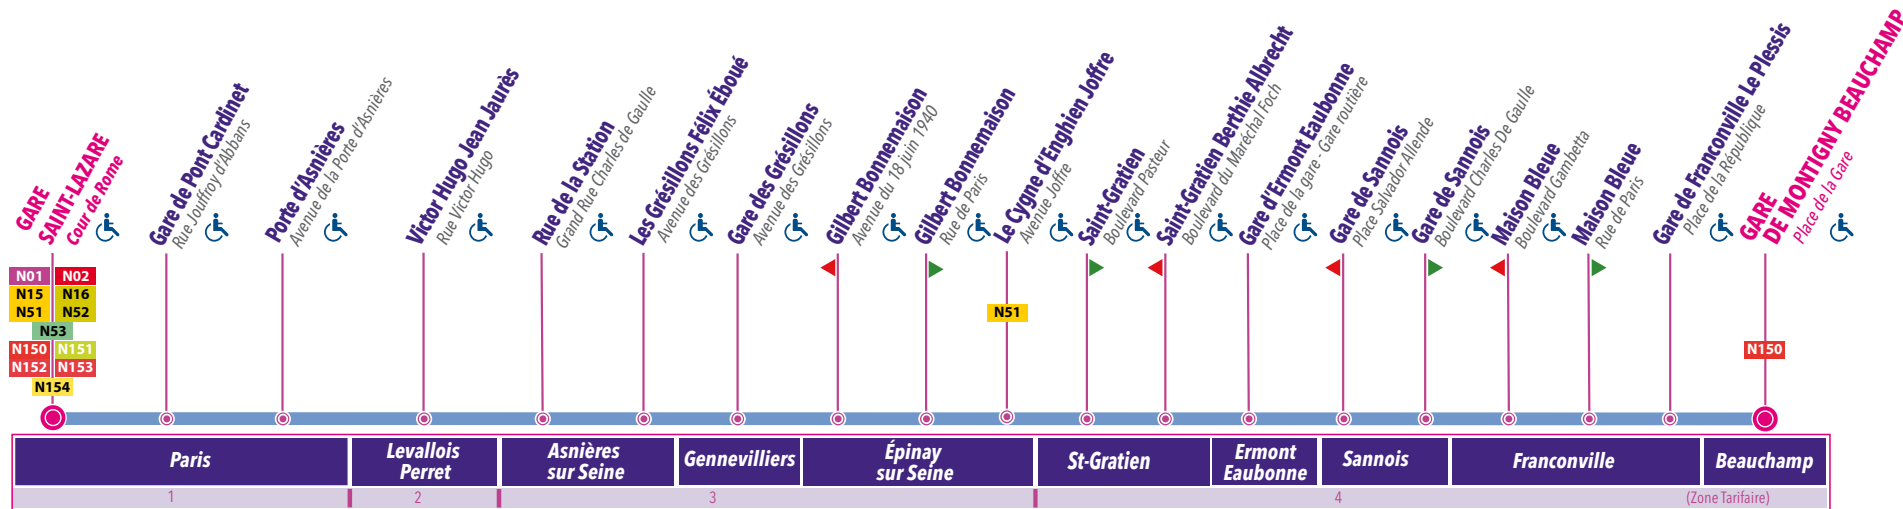 GARE
SAINT-LAZARE
Cour de Rome
Gare de Pont Cardinet
Rue Jouffroy d'Abbans
Porte d'Asnières
Avenue de la Porte d'Asnières
Victor Hugo Jean Jaurès
Rue Victor Hugo
Rue de la Station
Grand Rue Charles de Gaulle
Les Grésillons Félix Éboué
Avenue des Grésillons
Gare des Grésillons
Avenue des Grésillons
Gilbert Bonnemaison
Avenue du 18 juin 1940
Gilbert Bonnemaison
Rue de Paris
Le Cygne d'Enghien Joffre
Avenue Joffre
Saint-Gratien
Boulevard Pasteur
Saint-Gratien Berthie Albrecht
Boulevard du Maréchal Foch
Gare d'Ermont Eaubonne
Place de la gare - Gare routière
Gare de Sannois
Place Salvador Allende
Gare de Sannois
Boulevard Charles De Gaulle
Maison Bleue
Boulevard Gambetta
Maison Bleue
Rue de Paris
Gare de Franconville Le Plessis
Place de la République
GARE
DE MONTIGNY BEAUCHAMP
Place de la Gare
N01 N02
N15 N16
N51 N52
N53
N150 N151
N152 N153
N154
N51
N150
Paris
Levallois
Perret
Asnières
sur Seine
Gennevilliers
Épinay
sur Seine
St-Gratien
Ermont
Eaubonne
Sannois
Franconville
Beauchamp
1
2
3
4
(Zone Tarifaire)